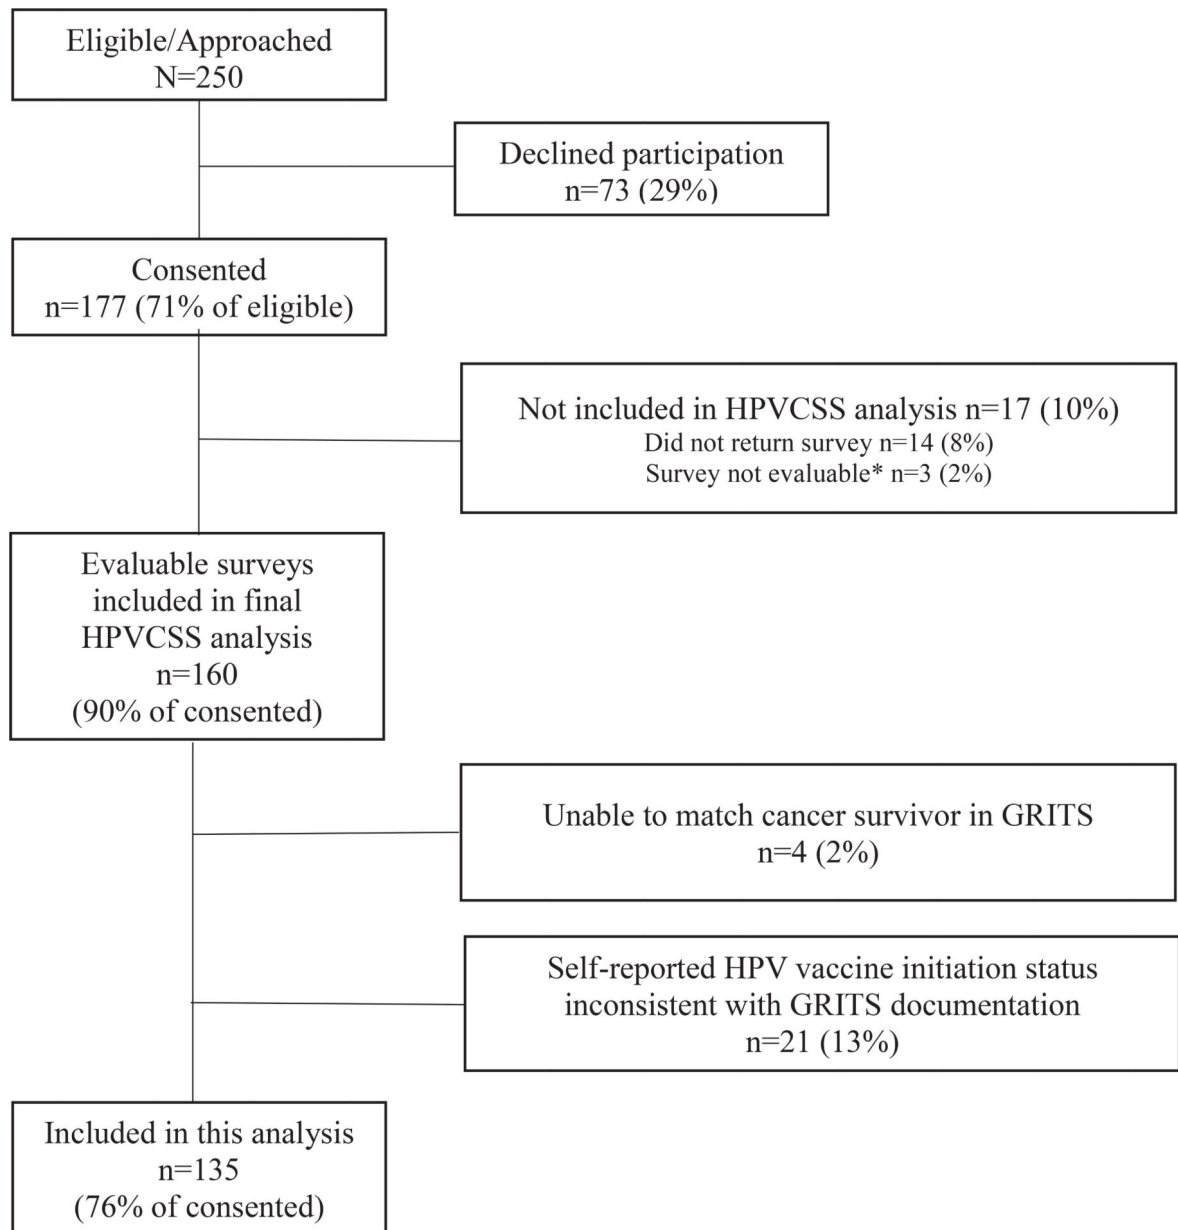 Eligible/Approached
N=250
Declined participation
n=73 (29%)
Consented
n=177 (71% of eligible)
Not included in HPVCSS analysis n=17 (10%)
Did not return survey n=14 (8%)
Survey not evaluable* n=3 (2%)
Evaluable surveys
included in final
HPVCSS analysis
n=160
(90% of consented)
Unable to match cancer survivor in GRITS
n=4 (2%)
Self-reported HPV vaccine initiation status
inconsistent with GRITS documentation
n=21 (13%)
Included in this analysis
n=135
(76% of consented)